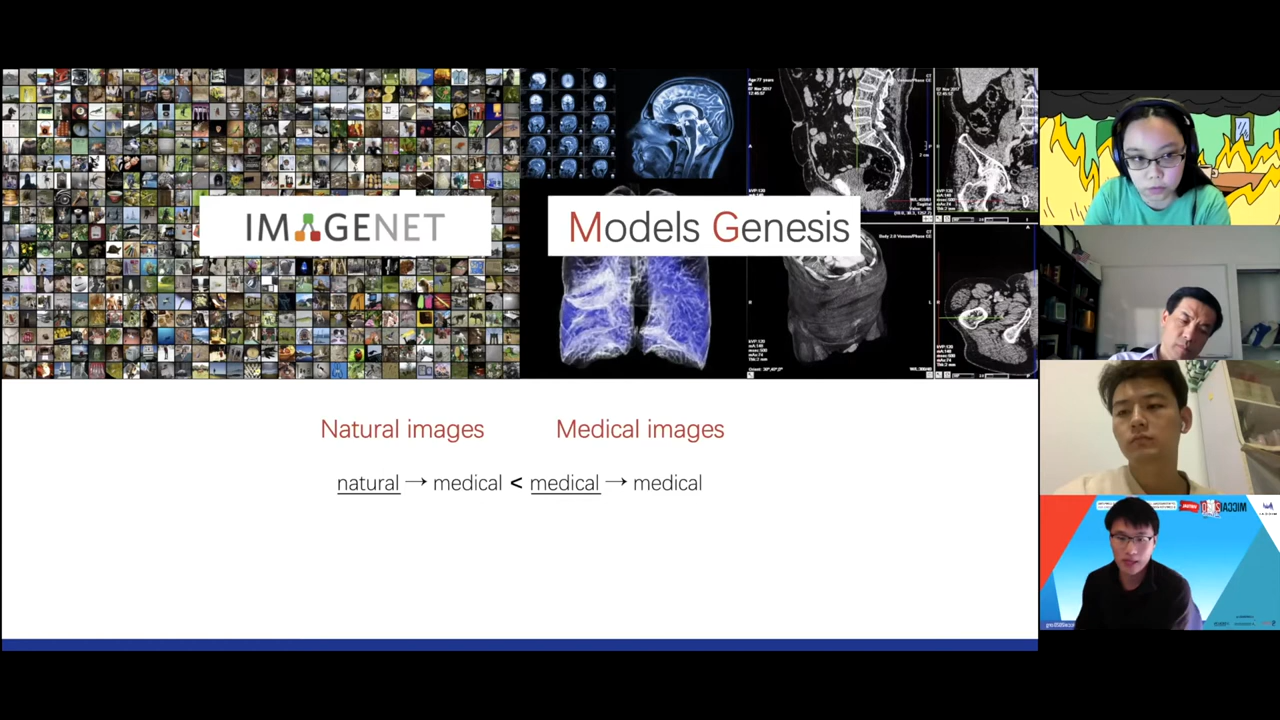 IMAGENET
Models Genesis
Natural images
Medical images
natural → medical < medical → medical